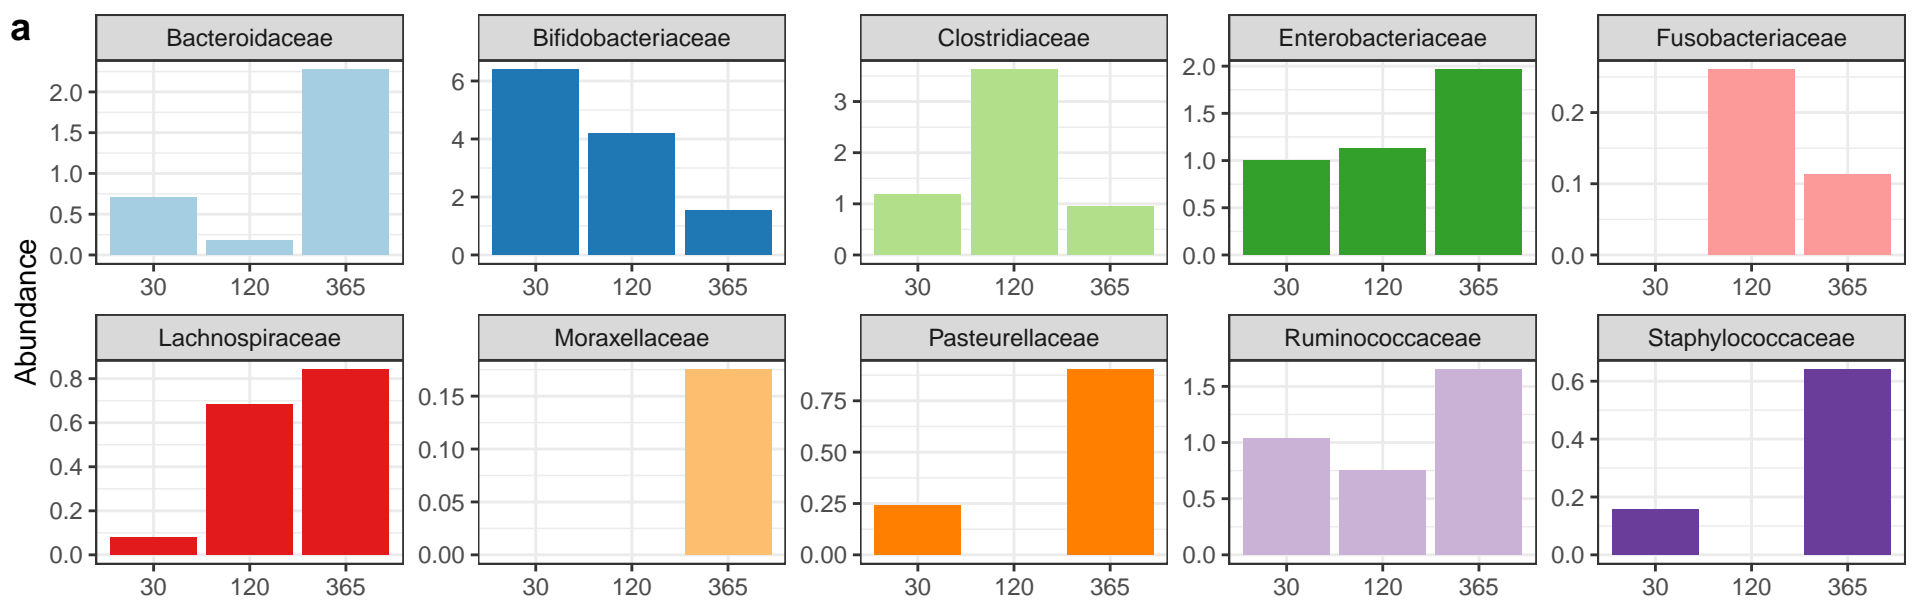 a
Bacteroidaceae
Bifidobacteriaceae
Clostridiaceae
Enterobacteriaceae
Fusobacteriaceae
2.0
1.5
1.0
0.5
0.0
30 120 365
6
4
2
0
30 120 365
3
2
1
0
30 120 365
2.0
1.5
1.0
0.5
0.0
30 120 365
0.2
0.1
0.0
30 120 365
Abundance
Lachnospiraceae
Moraxellaceae
Pasteurellaceae
Ruminococcaceae
Staphylococcaceae
0.8
0.6
0.4
0.2
0.0
30 120 365
0.15
0.10
0.05
0.00
30 120 365
0.75
0.50
0.25
0.00
30 120 365
1.5
1.0
0.5
0.0
30 120 365
0.6
0.4
0.2
0.0
30 120 365